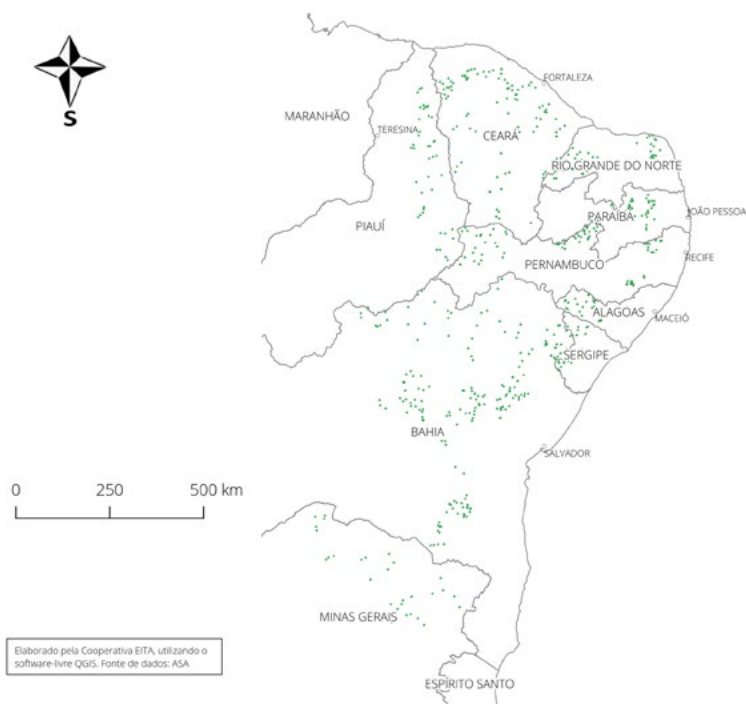 S
FORTALEZA
MARANHÃO
TERESINA
CEARÁ
RIO GRANDE DO NORTE
JOÃO PESSOA
PARAÍBA
PIAUÍ
RECIFE
PERNAMBUCO
ALAGOAS
MACEIÓ
SERGIPE
BAHIA
SALVADOR
0 250 500 km
MINAS GERAIS
Elaborado pela Cooperativa EITA, utilizando o
software-livre QGIS. Fonte de dados: ASA
ESPÍRITO SANTO